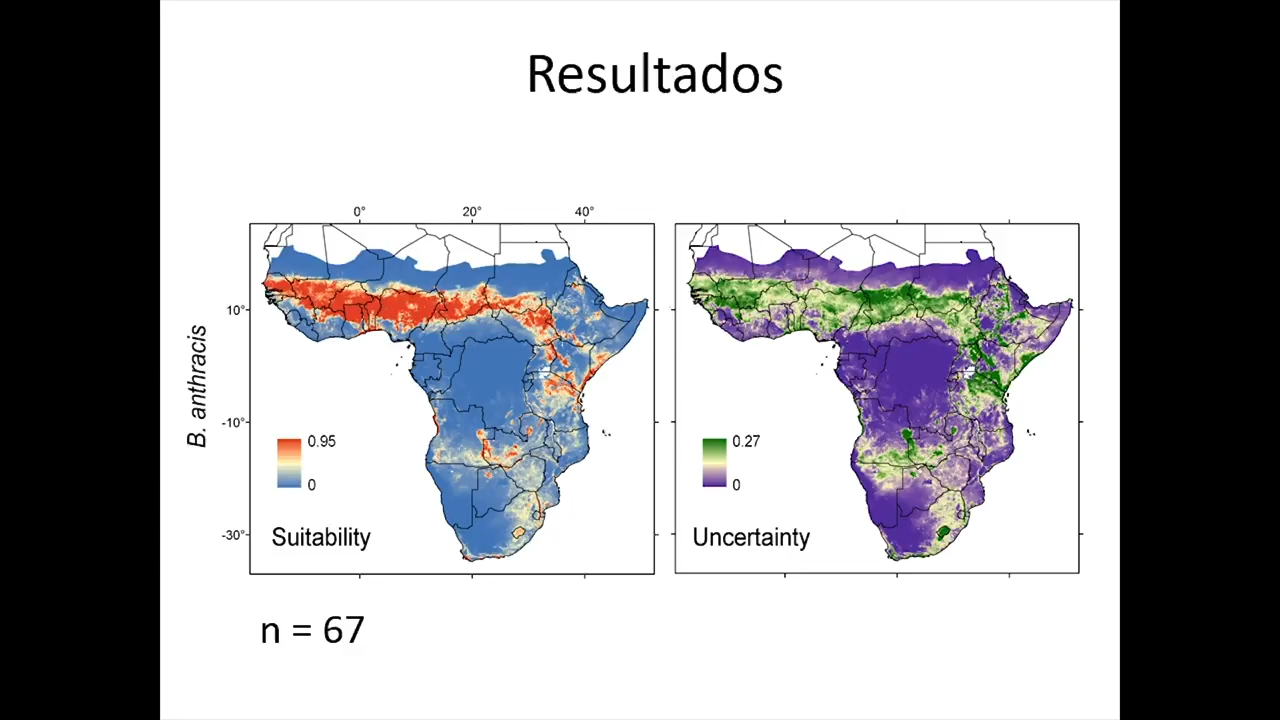 Resultados
0° 20° 40°
10°
-10°
-30°
B. anthracis
0.95
0
Suitability
0.27
0
Uncertainty
n = 67